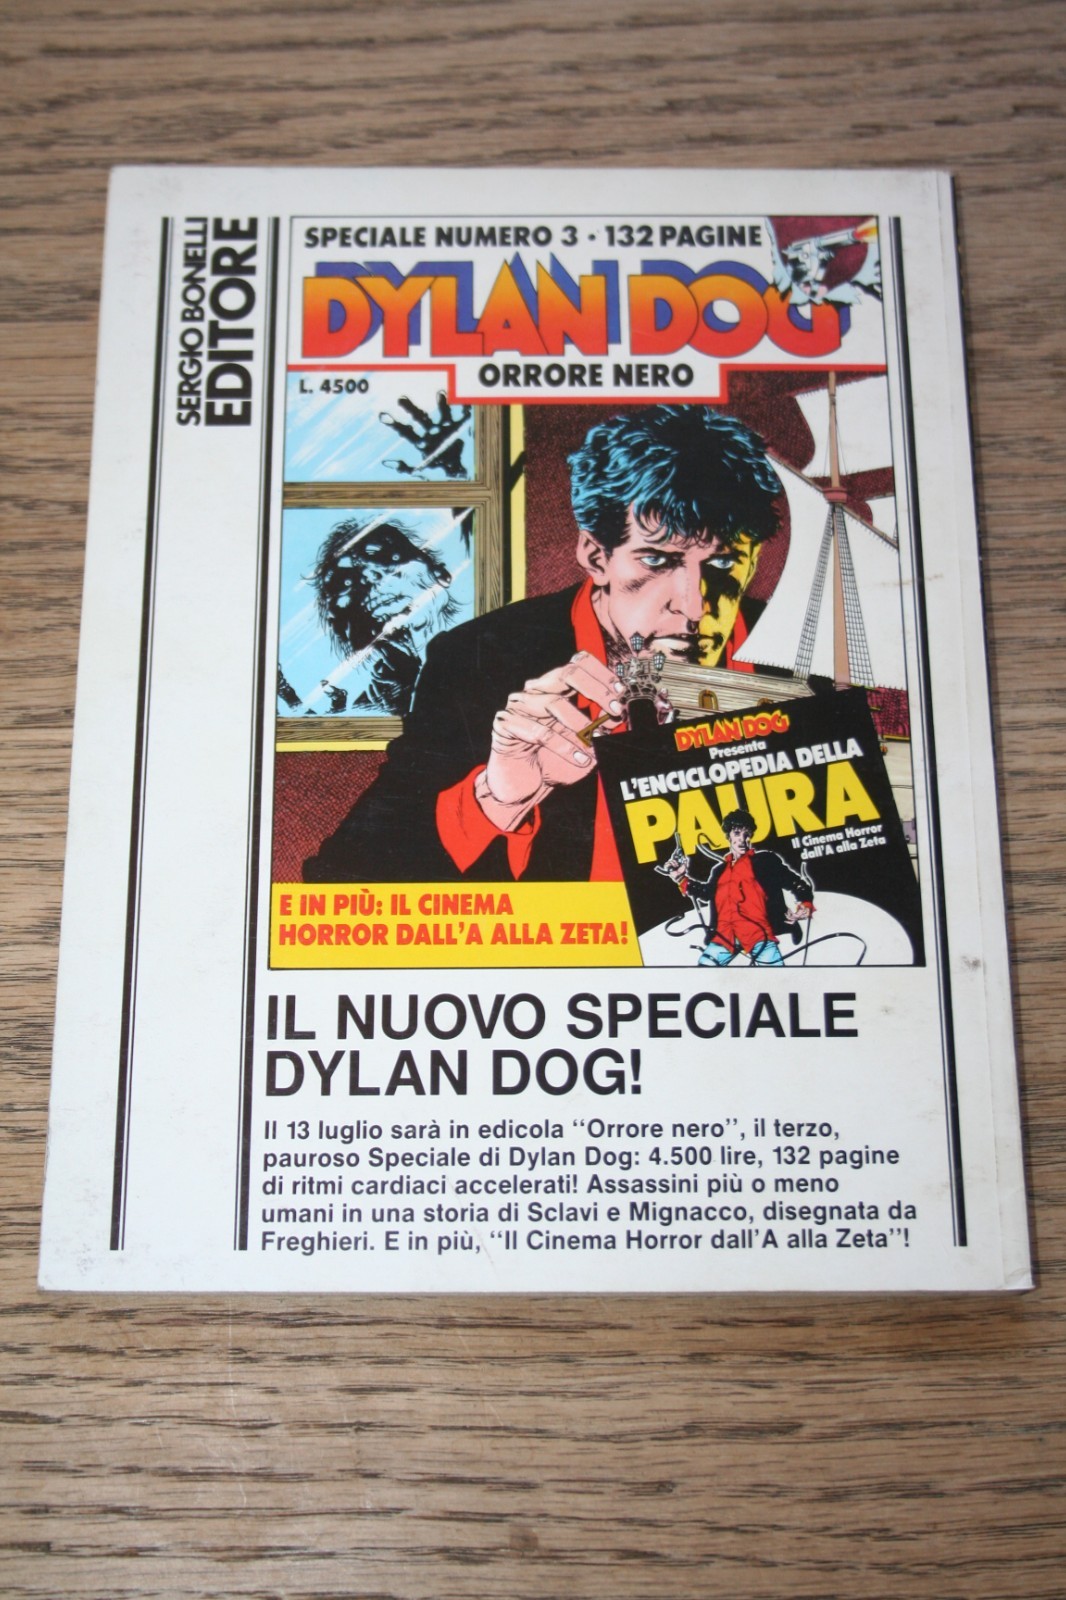 SERGIO BONELLI
EDITORE
SPECIALE NUMERO 3 • 132 PAGINE
DYLAN DOG
ORRORE NERO
L. 4500
DYLAN DOG
Presenta
L'ENCICLOPEDIA DELLA
PAURA
Il Cinema Horror
dall'A alla Zeta
E IN PIÙ: IL CINEMA
HORROR DALL'A ALLA ZETA!
IL NUOVO SPECIALE
DYLAN DOG!
Il 13 luglio sarà in edicola “Orrore nero”, il terzo,
pauroso Speciale di Dylan Dog: 4.500 lire, 132 pagine
di ritmi cardiaci accelerati! Assassini più o meno
umani in una storia di Sclavi e Mignacco, disegnata da
Freghieri. E in più, “Il Cinema Horror dall'A alla Zeta”!